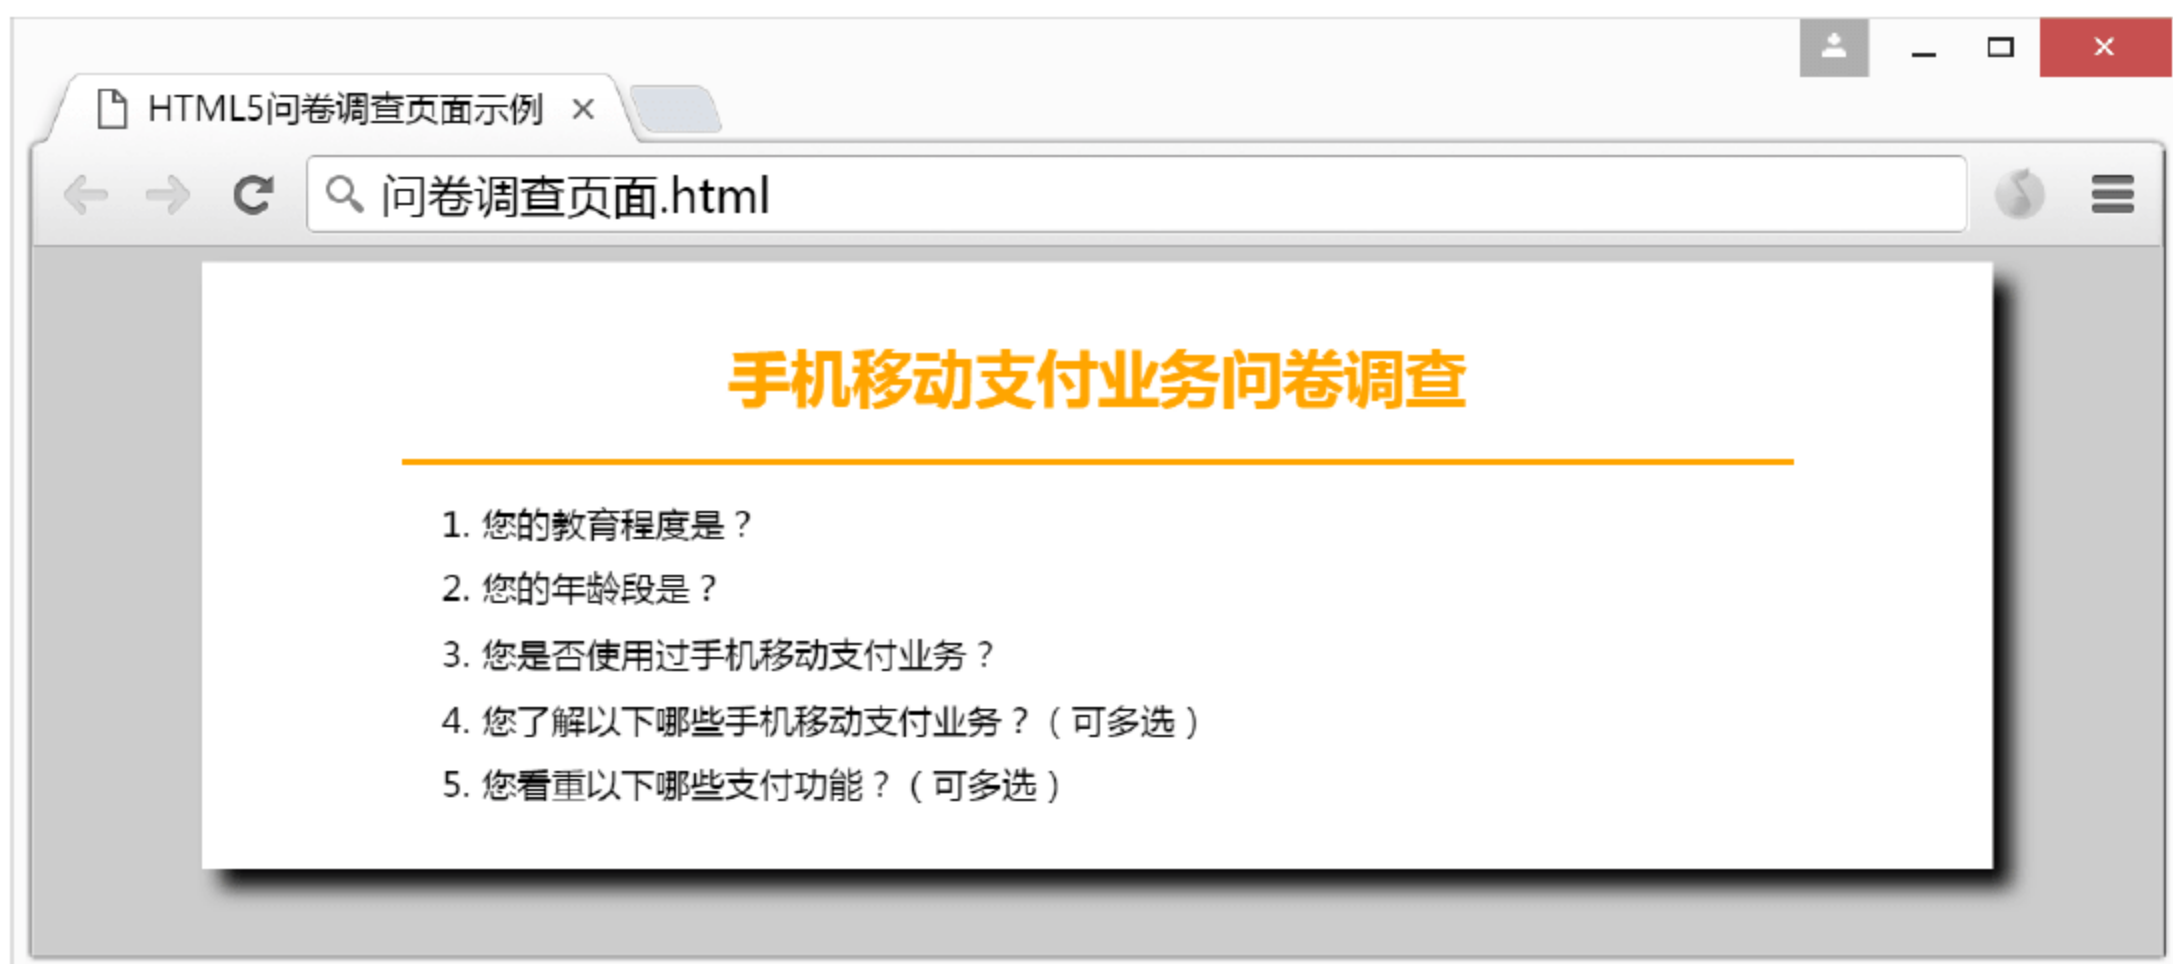 HTML5问卷调查页面示例
问卷调查页面.html
手机移动支付业务问卷调查
1. 您的教育程度是？
2. 您的年龄段是？
3. 您是否使用过手机移动支付业务？
4. 您了解以下哪些手机移动支付业务？（可多选）
5. 您看重以下哪些支付功能？（可多选）